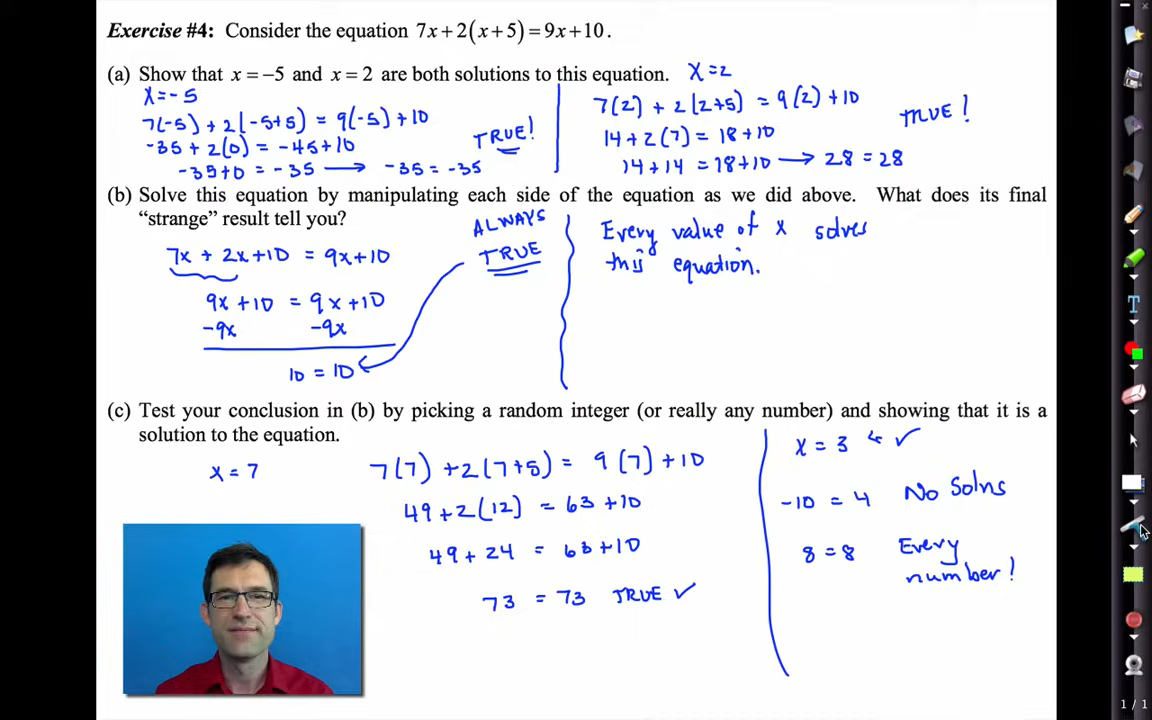 Exercise #4: Consider the equation 7x+2(x+5)=9x+10.
(a) Show that x=−5 and x=2 are both solutions to this equation. x=2
x=-5
7(-5)+2(-5+5) = 9(-5)+10
-35+2(0) = -45+10
-35+0 = -35 → -35=-35
TRUE!
7(2)+2(2+5) = 9(2)+10
14+2(7) = 18+10
14+14 = 18+10 → 28=28
TRUE!
(b) Solve this equation by manipulating each side of the equation as we did above. What does its final
“strange” result tell you?
7x + 2x+10 = 9x+10
9x+10 = 9x+10
-9x -9x
10 = 10
ALWAYS
TRUE
Every value of x solves
this equation.
(c) Test your conclusion in (b) by picking a random integer (or really any number) and showing that it is a
solution to the equation.
x=7
7(7)+2(7+5) = 9(7)+10
49+2(12) = 63+10
49+24 = 63+10
73 = 73 TRUE ✓
x=3 ← ✓
-10 = 4 No Solns
8=8 Every
number!
T
1 / 1